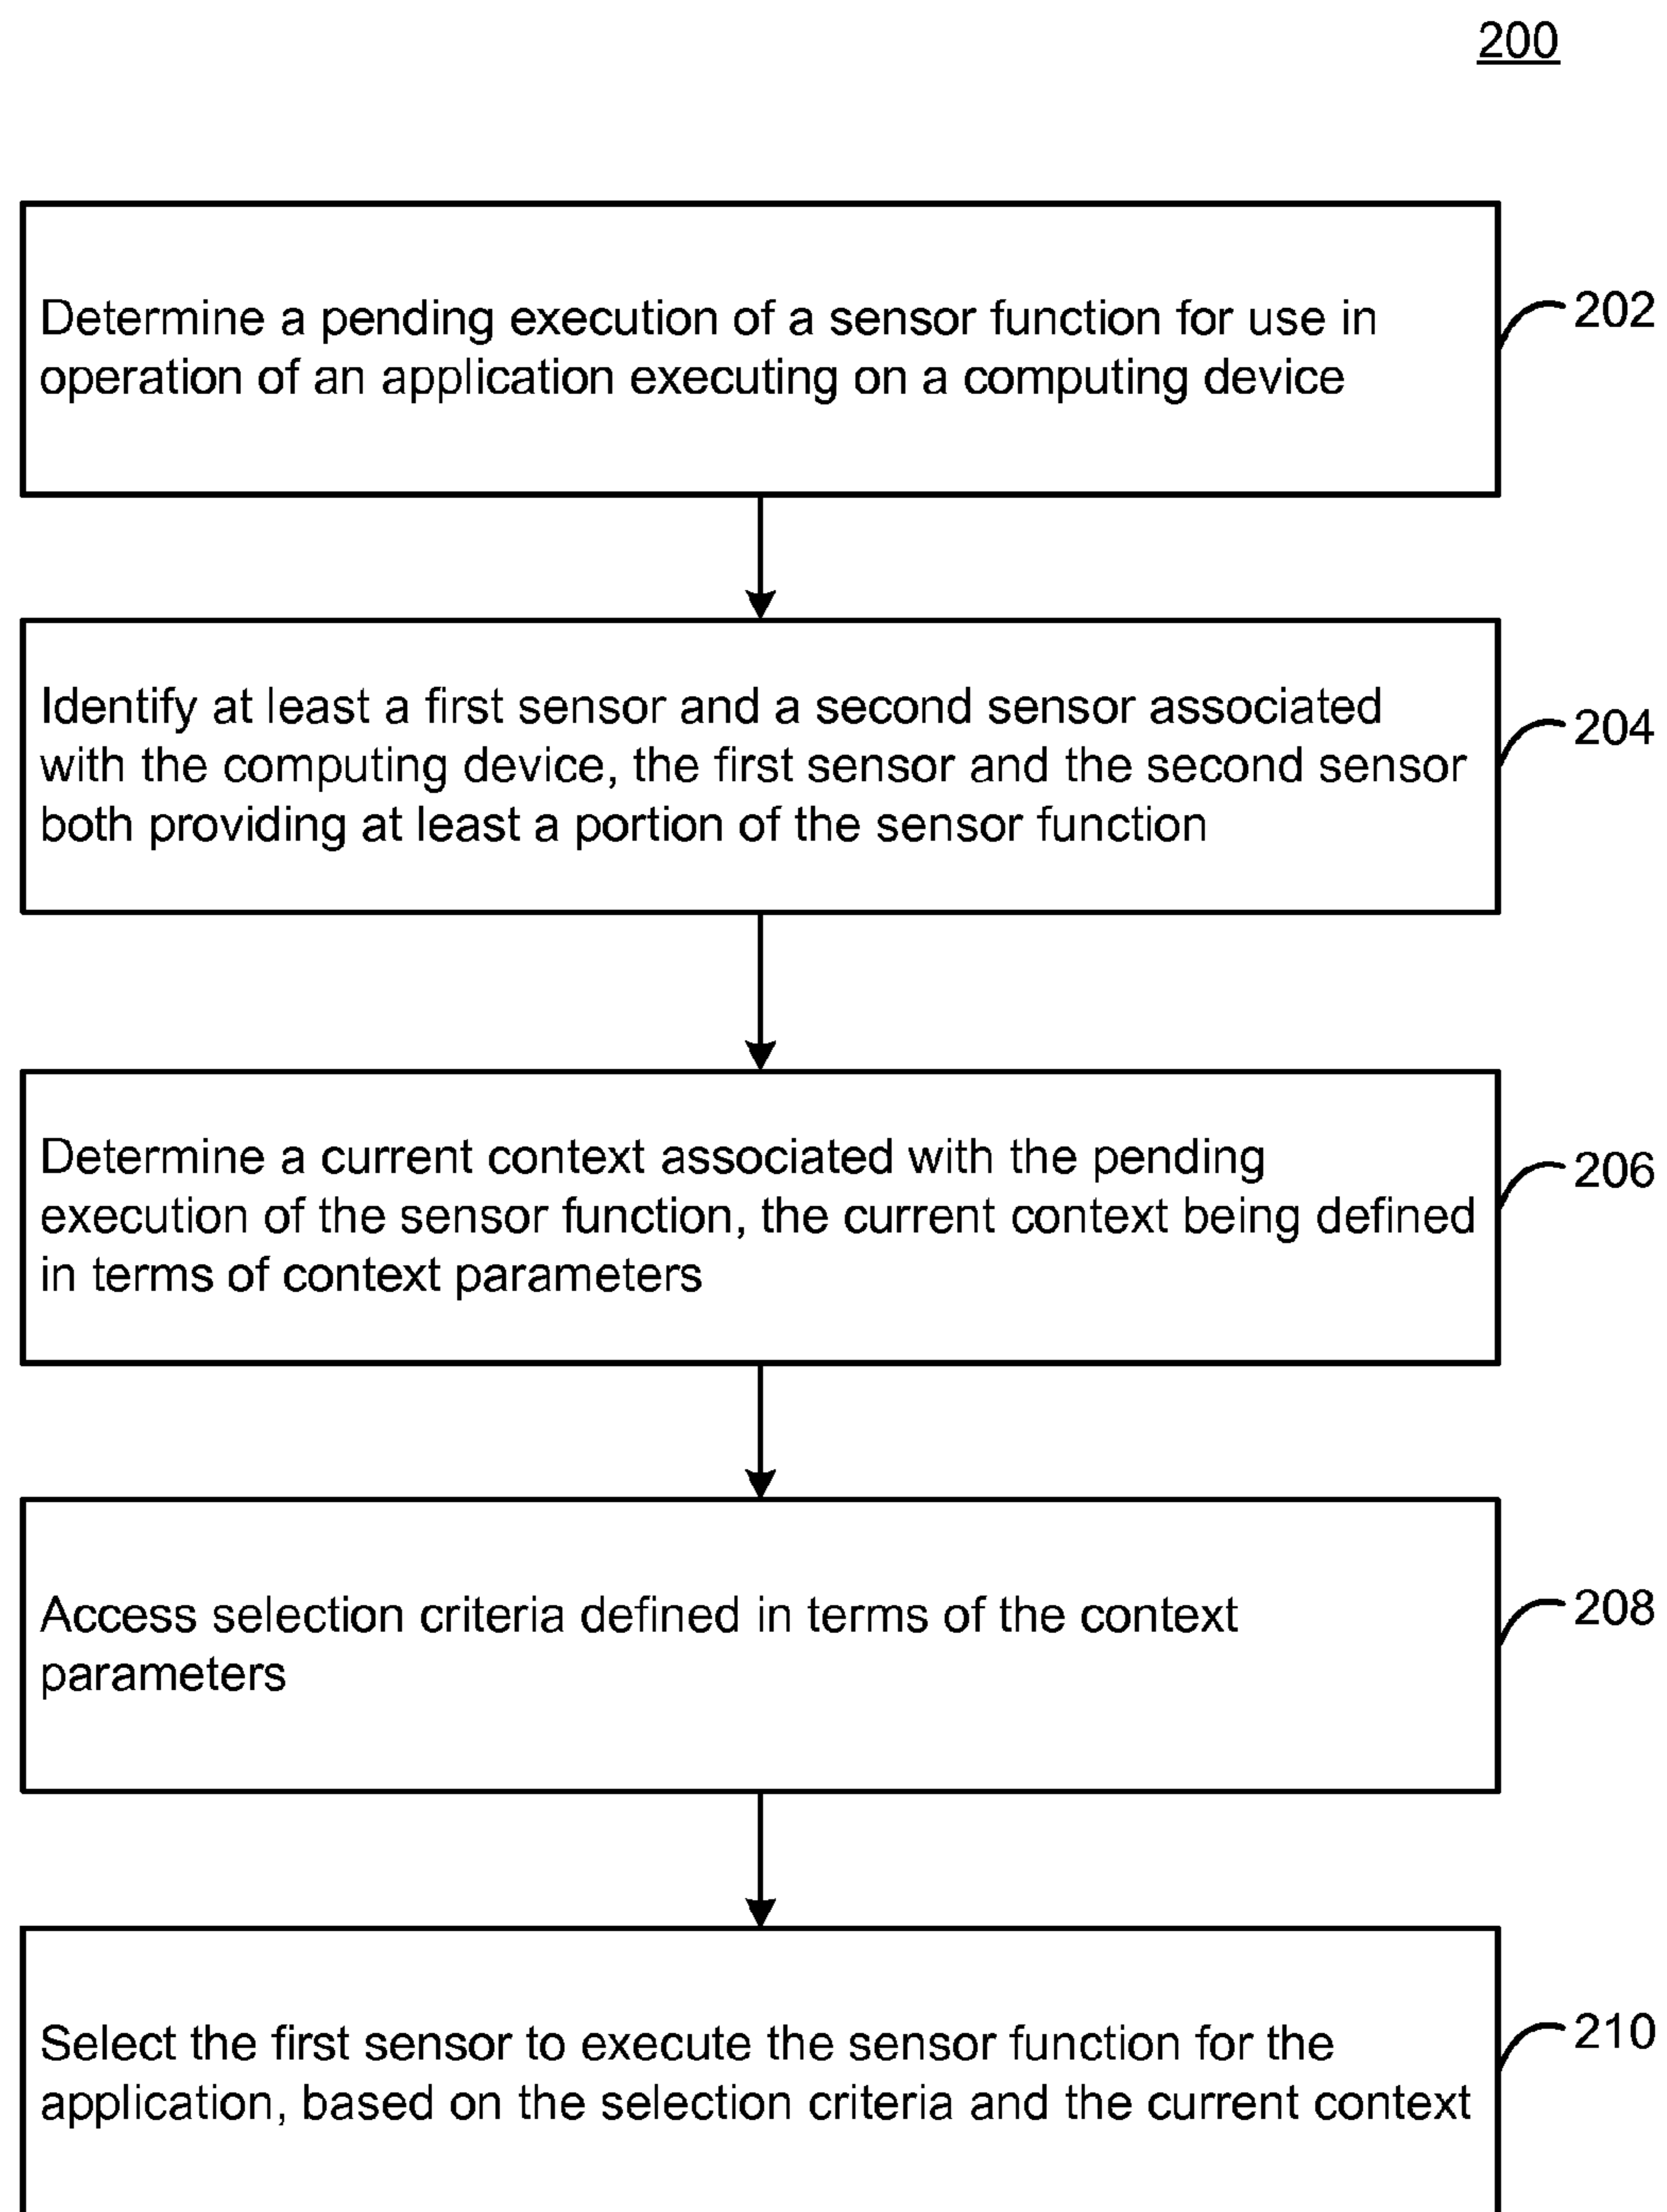 200
Determine a pending execution of a sensor function for use in
operation of an application executing on a computing device
202
Identify at least a first sensor and a second sensor associated
with the computing device, the first sensor and the second sensor
both providing at least a portion of the sensor function
204
Determine a current context associated with the pending
execution of the sensor function, the current context being defined
in terms of context parameters
206
Access selection criteria defined in terms of the context
parameters
208
Select the first sensor to execute the sensor function for the
application, based on the selection criteria and the current context
210